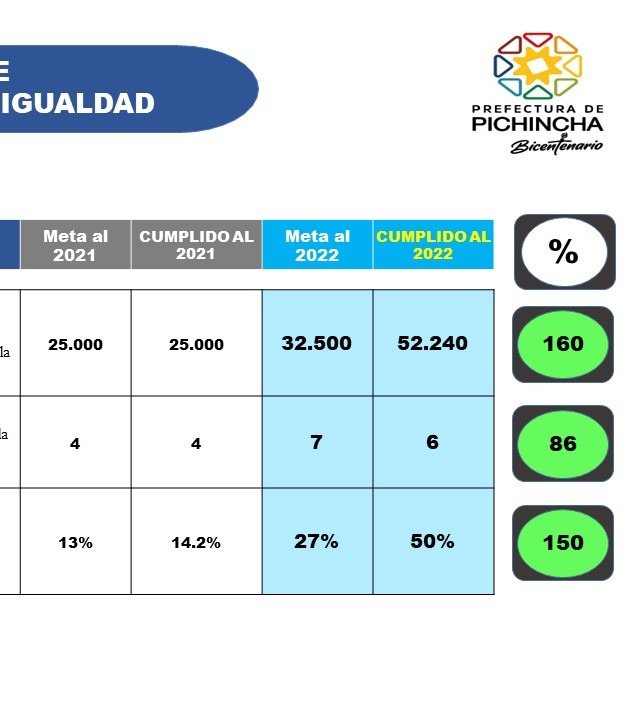 E
IGUALDAD
PREFECTURA DE
PICHINCHA
Bicentenario
Meta al
2021
CUMPLIDO AL
2021
Meta al
2022
CUMPLIDO AL
2022
%
la
25.000
25.000
32.500
52.240
160
la
4
4
7
6
86
13%
14.2%
27%
50%
150